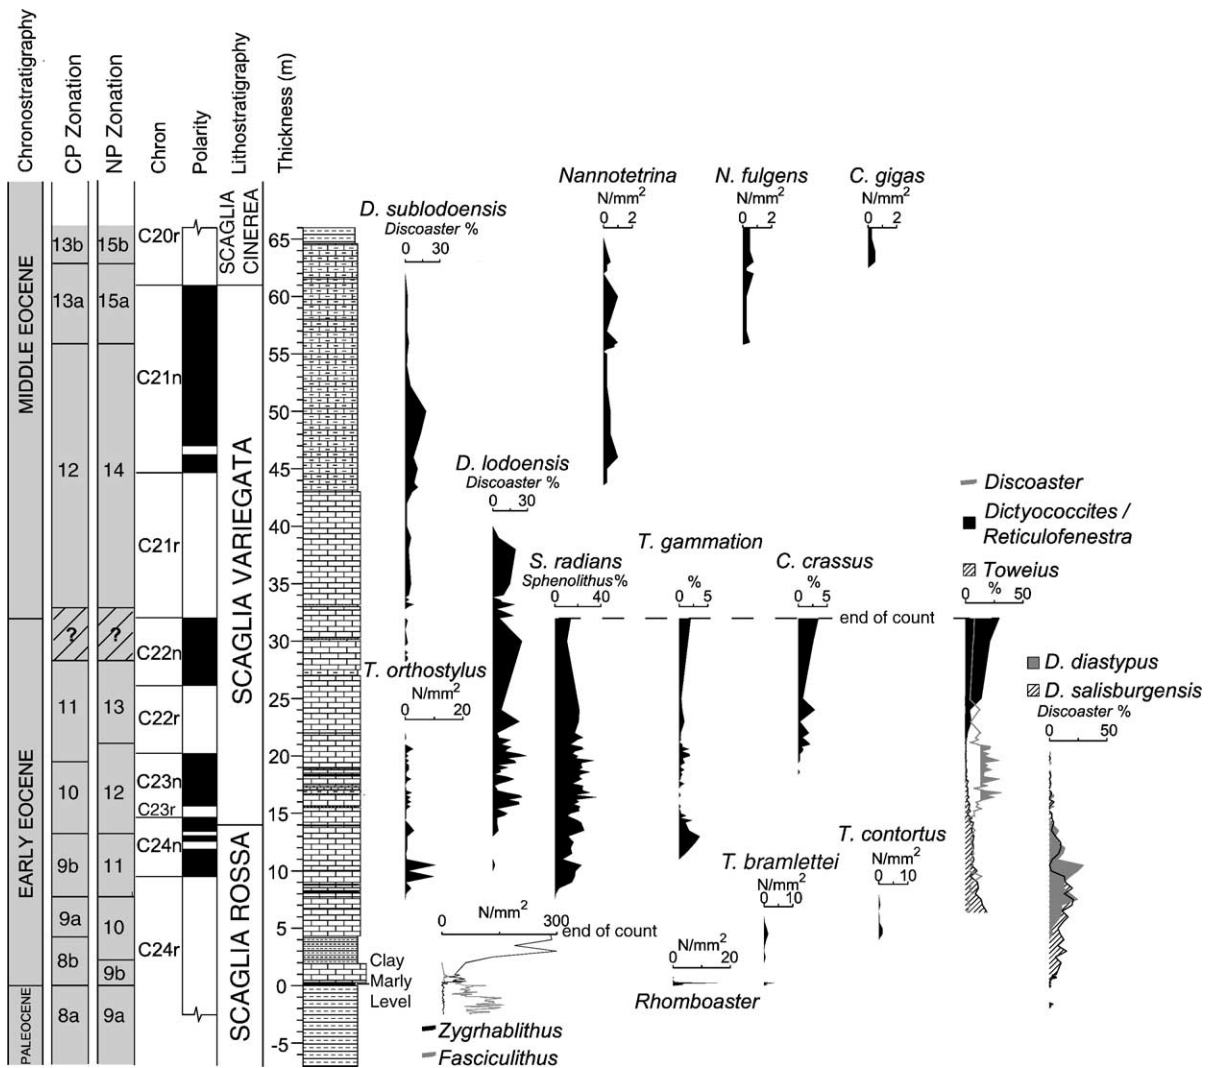 Chronostratigraphy
CP Zonation
NP Zonation
Chron
Polarity
Lithostratigraphy
Thickness (m)
MIDDLE EOCENE
EARLY EOCENE
PALEOCENE
13b
13a
12
?
11
10
9b
9a
8b
8a
15b
15a
14
?
13
12
11
10
9b
9a
C20r
C21n
C21r
C22n
C22r
C23n
C23r
C24n
C24r
SCAGLIA CINEREA
SCAGLIA VARIEGATA
SCAGLIA ROSSA
65
60
55
50
45
40
35
30
25
20
15
10
5
0
-5
Clay
Marly
Level
D. sublodoensis
Discoaster %
0 30
Nannotetrina
N/mm2
0 2
N. fulgens
N/mm2
0 2
C. gigas
N/mm2
0 2
D. lodoensis
Discoaster %
0 30
S. radians
Sphenolithus %
0 40
T. gammation
%
0 5
C. crassus
%
0 5
end of count
Discoaster
Dictyococcites /
Reticulofenestra
Toweius
%
0 50
D. diastypus
D. salisburgensis
Discoaster %
0 50
T. orthostylus
N/mm2
0 20
T. bramlettei
N/mm2
0 10
T. contortus
N/mm2
0 10
N/mm2
0 300
end of count
N/mm2
0 20
Rhomboaster
Zygrhablithus
Fasciculithus